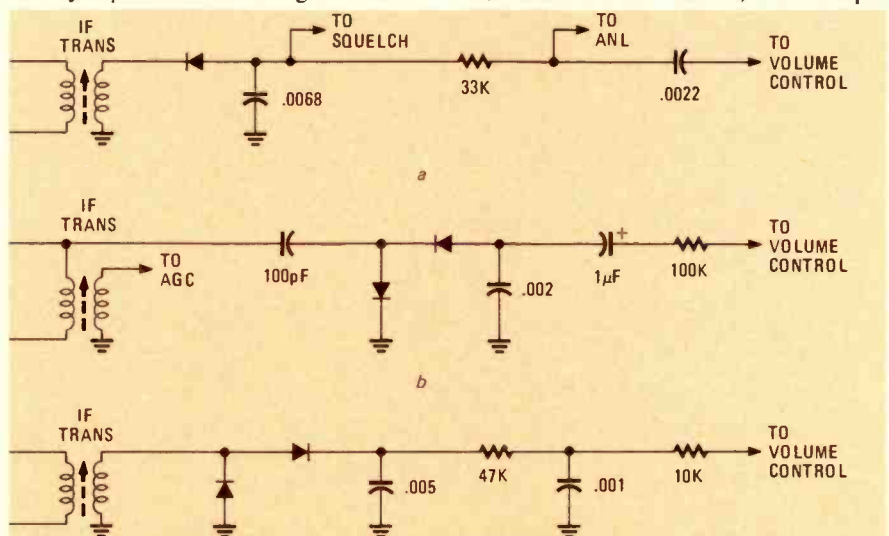 IF
TRANS
TO
SQUELCH
TO
ANL
TO
VOLUME
CONTROL
.0068
33K
.0022
a
IF
TRANS
TO
AGC
100pF
.002
1µF
+
100K
TO
VOLUME
CONTROL
b
IF
TRANS
.005
47K
.001
10K
TO
VOLUME
CONTROL